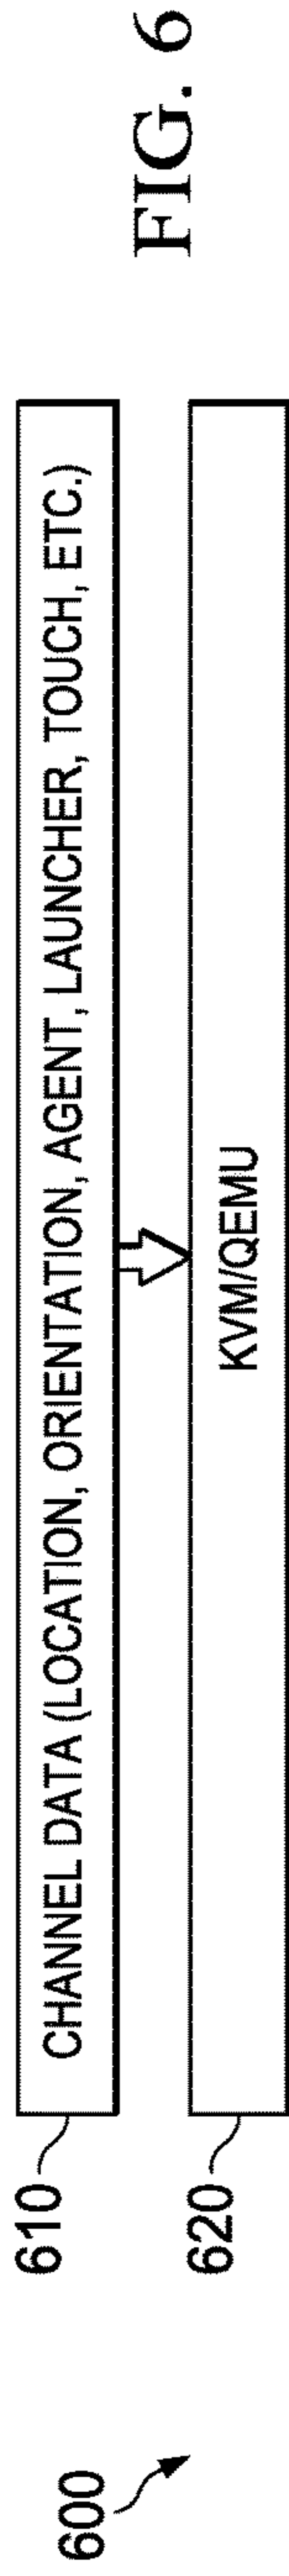 600
610
CHANNEL DATA (LOCATION, ORIENTATION, AGENT, LAUNCHER, TOUCH, ETC.)
620
KVM/QEMU
FIG. 6